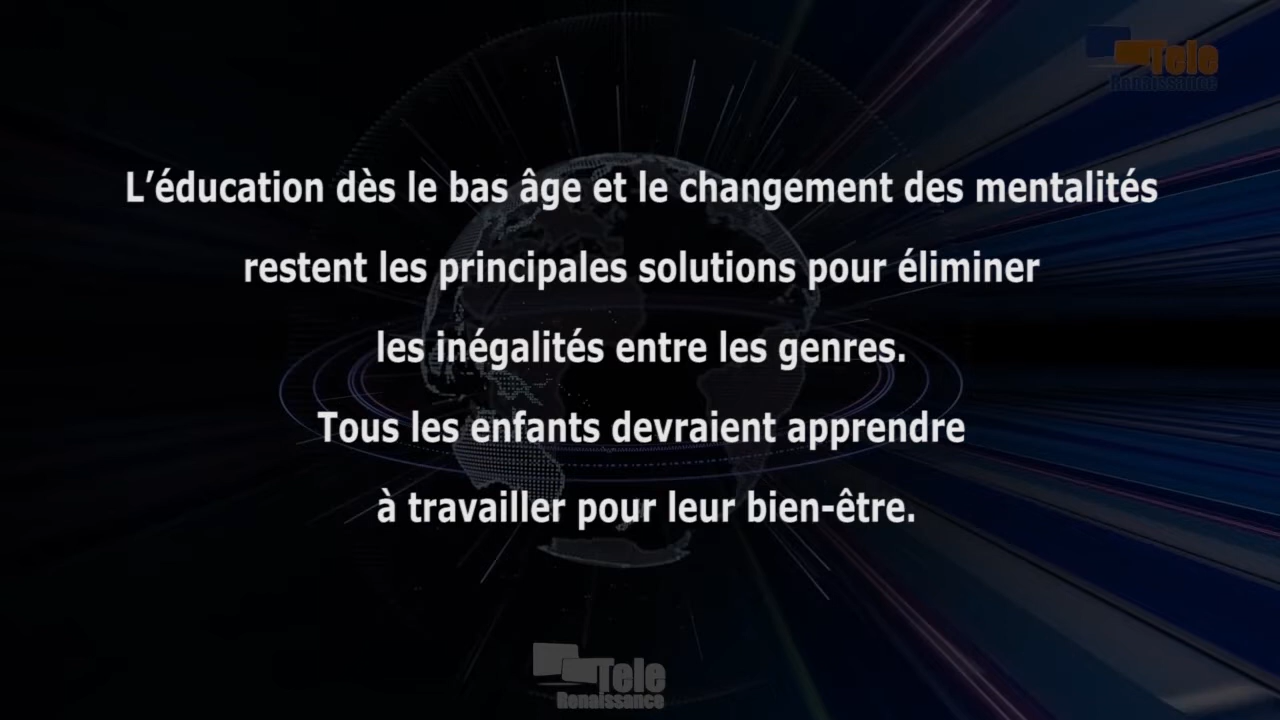 Tele
Renaissance
L’éducation dès le bas âge et le changement des mentalités
restent les principales solutions pour éliminer
les inégalités entre les genres.
Tous les enfants devraient apprendre
à travailler pour leur bien-être.
Tele
Renaissance